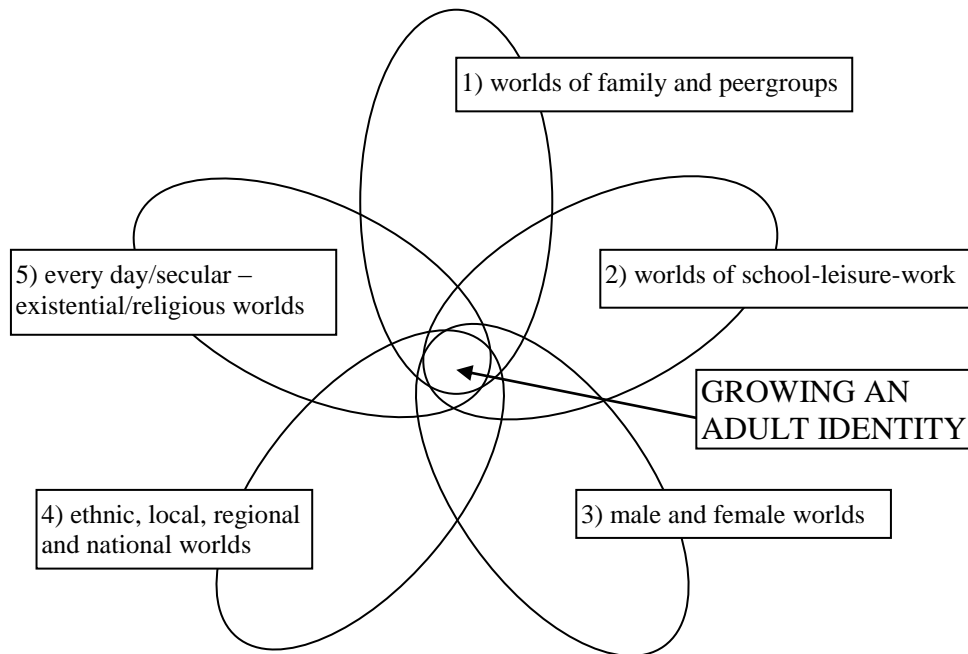 1) worlds of family and peergroups
2) worlds of school-leisure-work
GROWING AN
ADULT IDENTITY
3) male and female worlds
4) ethnic, local, regional
and national worlds
5) every day/secular –
existential/religious worlds